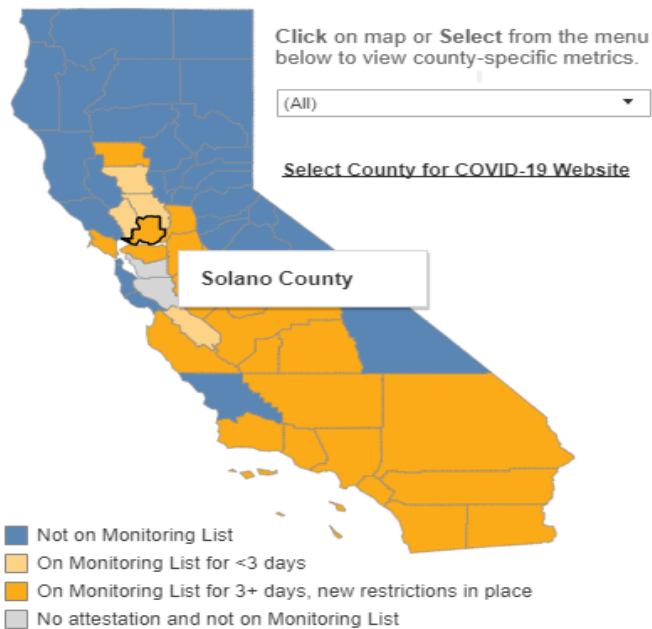 Click on map or Select from the menu
below to view county-specific metrics.
(All)
Select County for COVID-19 Website
Solano County
Not on Monitoring List
On Monitoring List for <3 days
On Monitoring List for 3+ days, new restrictions in place
No attestation and not on Monitoring List